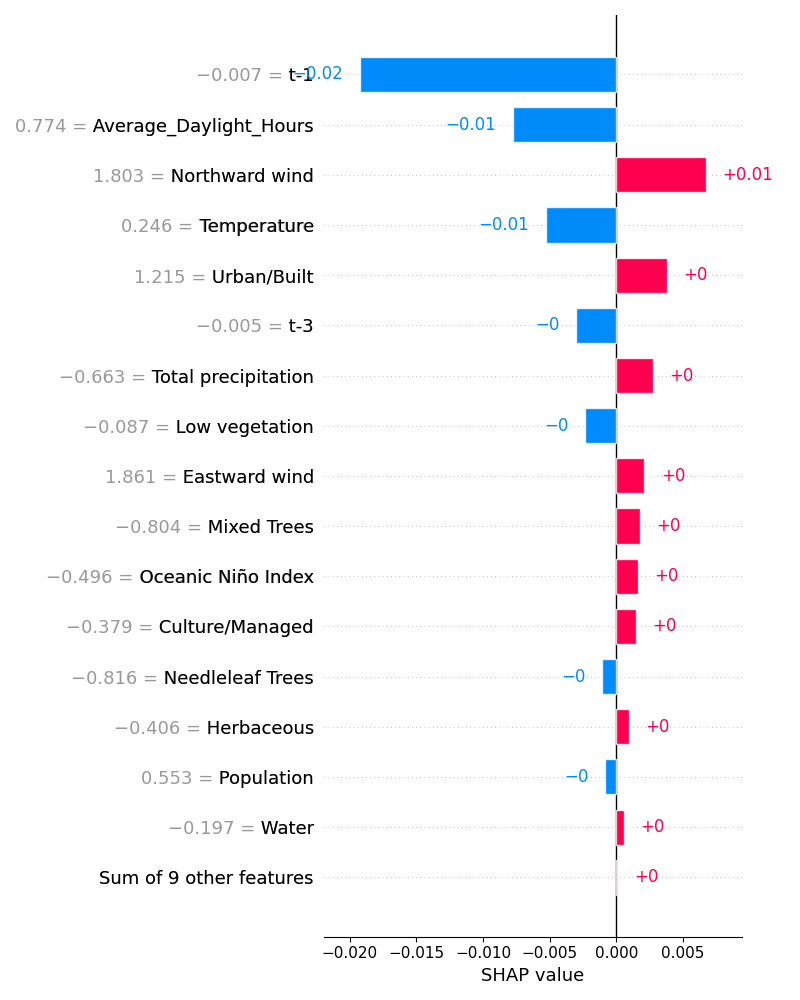 −0.007 = t-1 −0.02
0.774 = Average_Daylight_Hours −0.01
1.803 = Northward wind +0.01
0.246 = Temperature −0.01
1.215 = Urban/Built +0
−0.005 = t-3 −0
−0.663 = Total precipitation +0
−0.087 = Low vegetation −0
1.861 = Eastward wind +0
−0.804 = Mixed Trees +0
−0.496 = Oceanic Niño Index +0
−0.379 = Culture/Managed +0
−0.816 = Needleleaf Trees −0
−0.406 = Herbaceous +0
0.553 = Population −0
−0.197 = Water +0
Sum of 9 other features +0
−0.020 −0.015 −0.010 −0.005 0.000 0.005
SHAP value